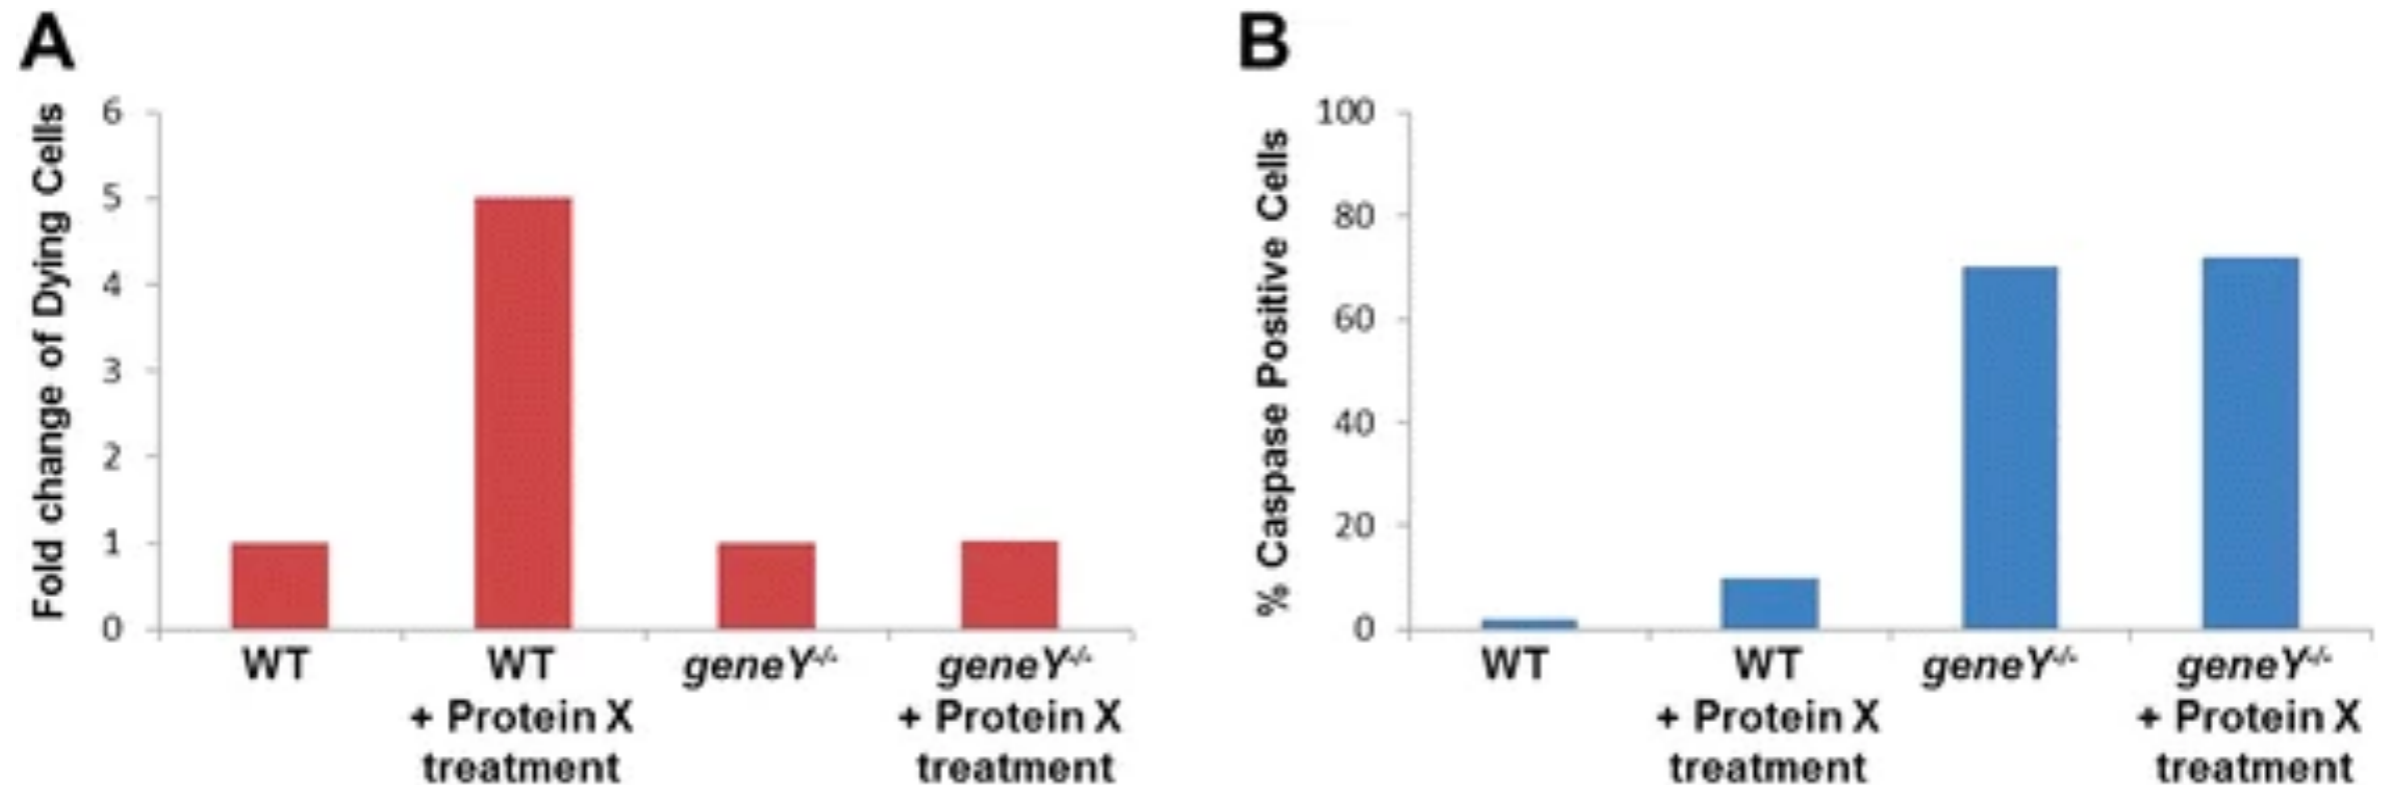 A
Fold change of Dying Cells
6
5
4
3
2
1
0
WT
WT
+ Protein X
treatment
geneY-/-
geneY-/-
+ Protein X
treatment
B
% Caspase Positive Cells
100
80
60
40
20
0
WT
WT
+ Protein X
treatment
geneY-/-
geneY-/-
+ Protein X
treatment